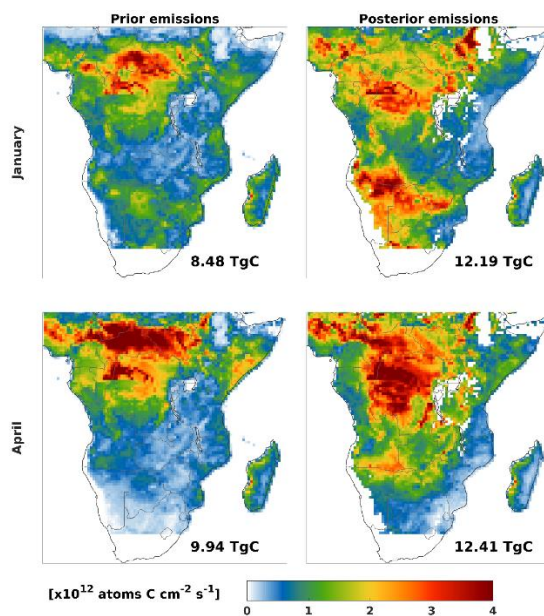 Prior emissions
Posterior emissions
January
8.48 TgC
12.19 TgC
April
9.94 TgC
12.41 TgC
[x10¹² atoms C cm⁻² s⁻¹]
0 1 2 3 4